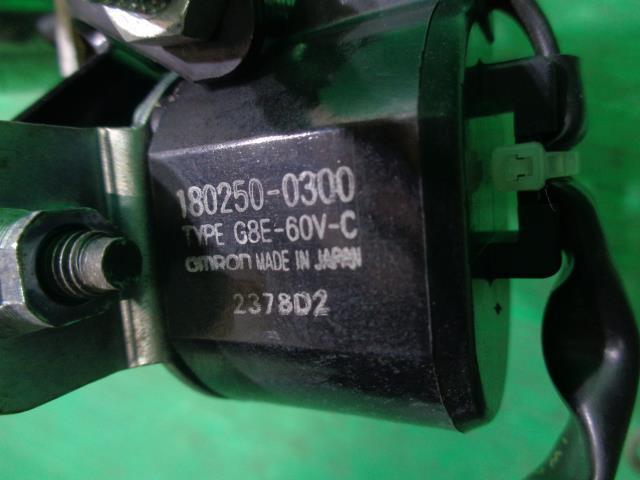 180250-0300
TYPE G8E-60V-C
OMRON MADE IN JAPAN
2378D2